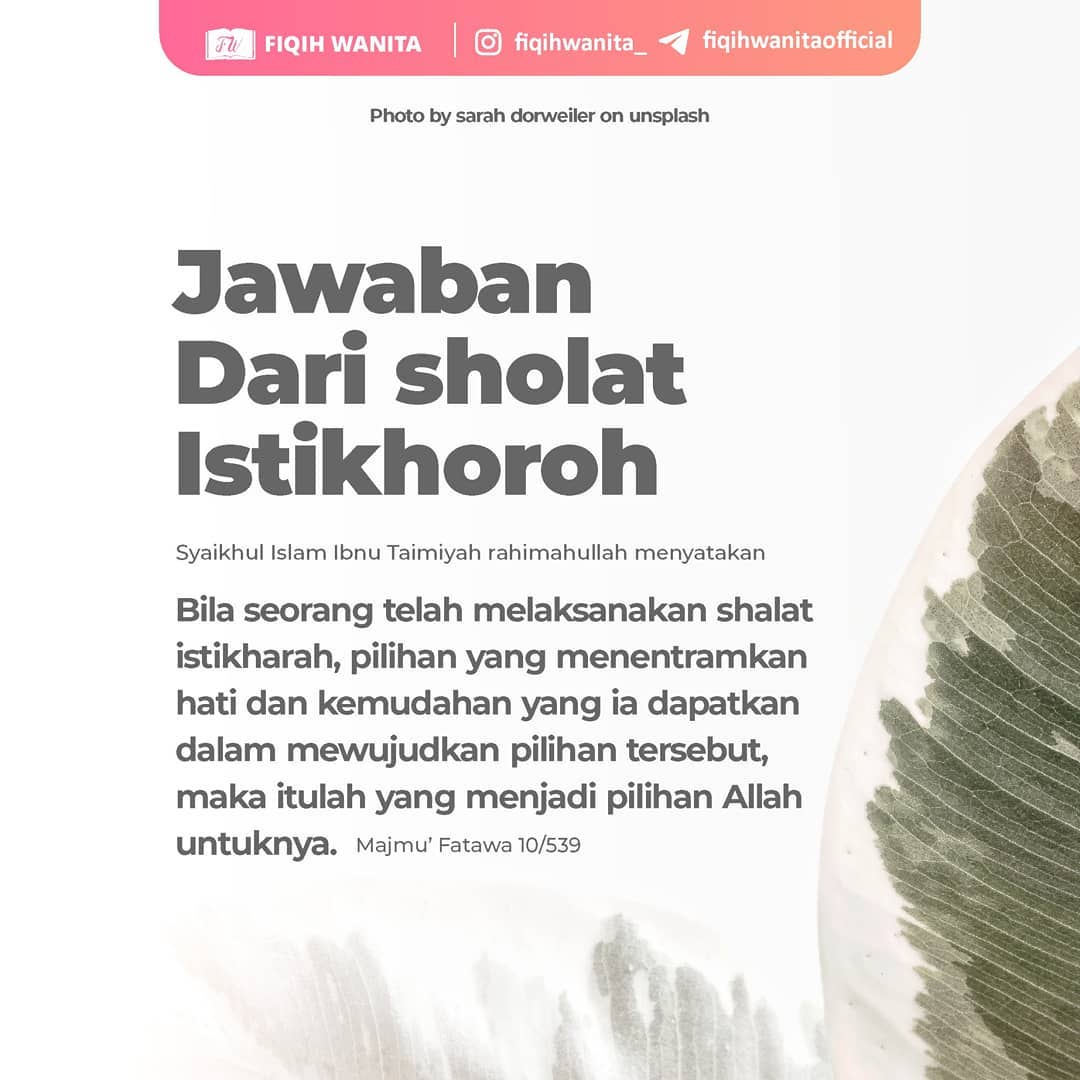 FW FIQIH WANITA fiqihwanita_ fiqihwanitaofficial
Photo by sarah dorweiler on unsplash
Jawaban
Dari sholat
Istikhoroh
Syaikhul Islam Ibnu Taimiyah rahimahullah menyatakan
Bila seorang telah melaksanakan shalat
istikharah, pilihan yang menentramkan
hati dan kemudahan yang ia dapatkan
dalam mewujudkan pilihan tersebut,
maka itulah yang menjadi pilihan Allah
untuknya. Majmu’ Fatawa 10/539